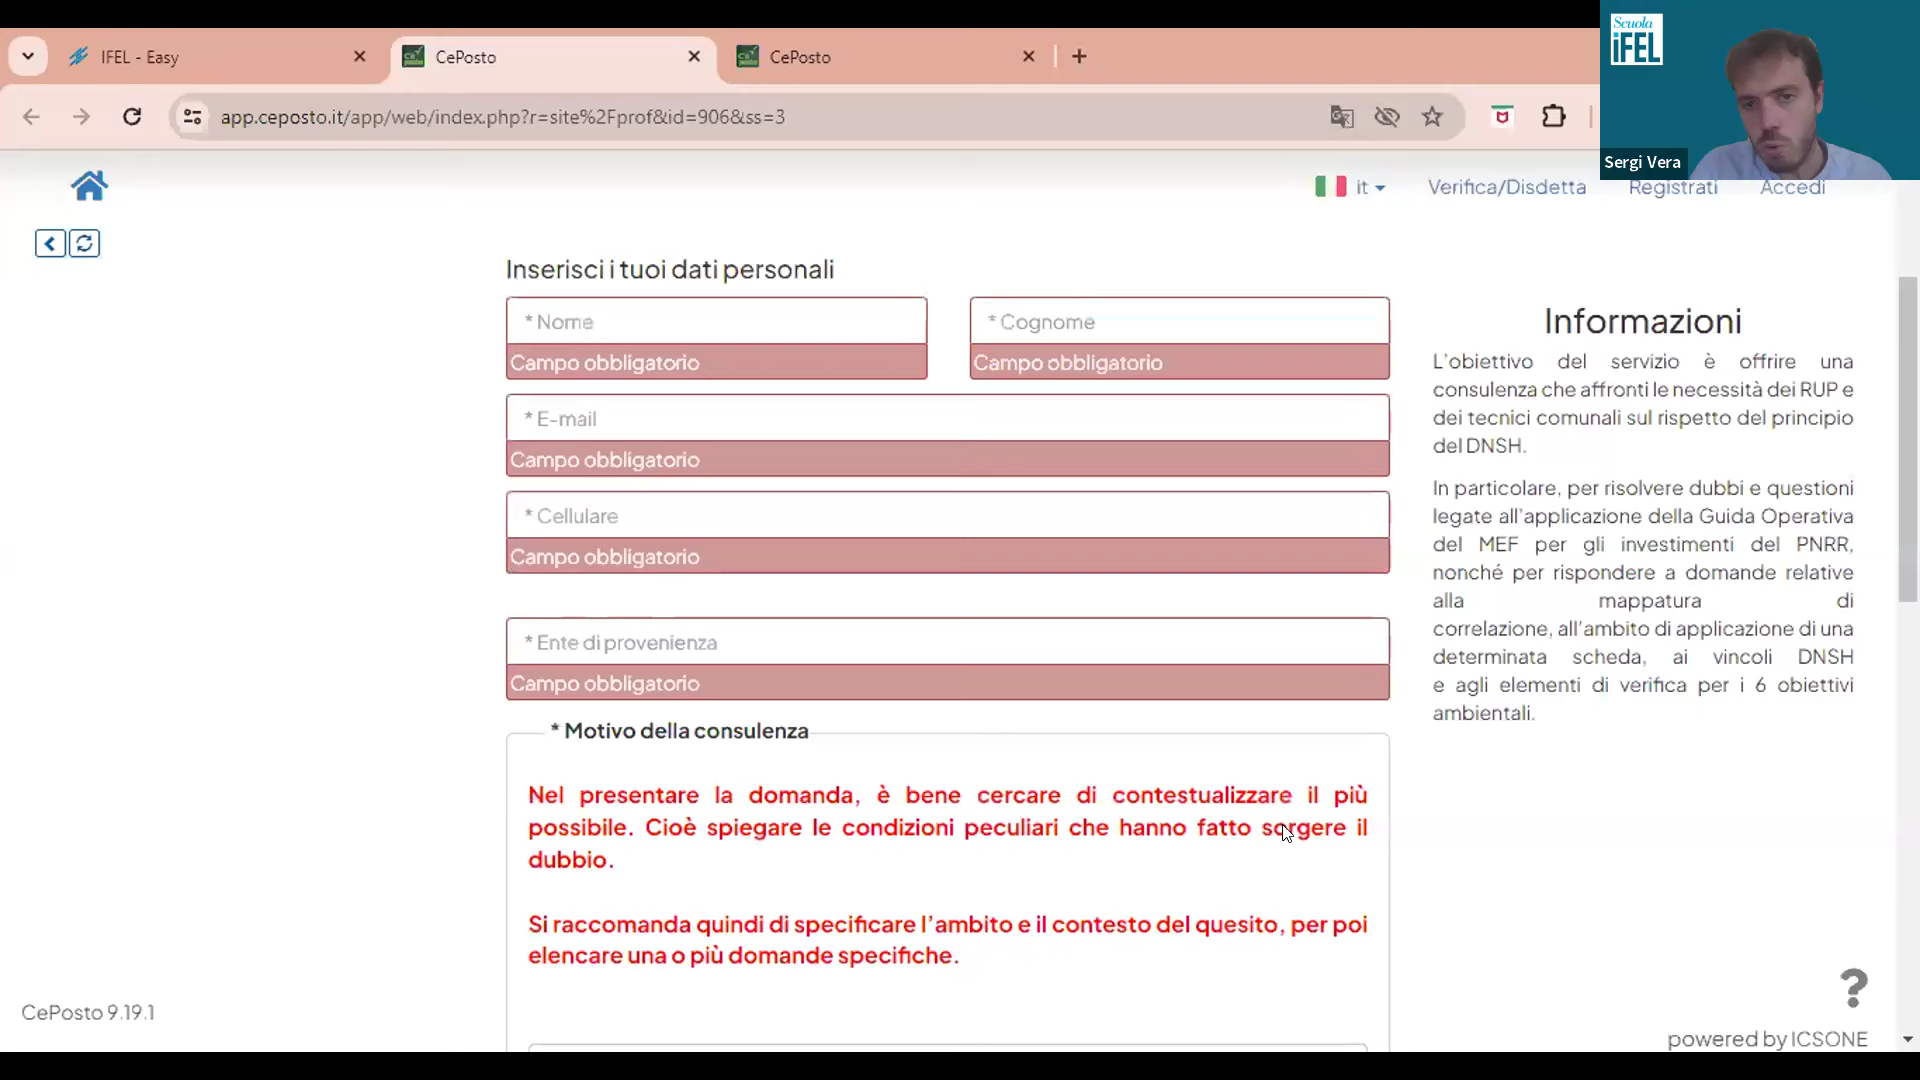 IFEL - Easy
CePosto
CePosto
Scuola
iFEL
app.ceposto.it/app/web/index.php?r=site%2Fprof&id=906&ss=3
Sergi Vera
it
Verifica/Disdetta
Registrati
Accedi
Inserisci i tuoi dati personali
* Nome
Campo obbligatorio
* Cognome
Campo obbligatorio
* E-mail
Campo obbligatorio
* Cellulare
Campo obbligatorio
* Ente di provenienza
Campo obbligatorio
* Motivo della consulenza
Nel presentare la domanda, è bene cercare di contestualizzare il più
possibile. Cioè spiegare le condizioni peculiari che hanno fatto sorgere il
dubbio.
Si raccomanda quindi di specificare l'ambito e il contesto del quesito, per poi
elencare una o più domande specifiche.
Informazioni
L'obiettivo del servizio è offrire una
consulenza che affronti le necessità dei RUP e
dei tecnici comunali sul rispetto del principio
del DNSH.
In particolare, per risolvere dubbi e questioni
legate all'applicazione della Guida Operativa
del MEF per gli investimenti del PNRR,
nonché per rispondere a domande relative
alla mappatura di
correlazione, all'ambito di applicazione di una
determinata scheda, ai vincoli DNSH
e agli elementi di verifica per i 6 obiettivi
ambientali.
?
CePosto 9.19.1
powered by ICSONE